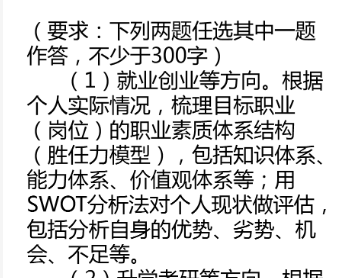 （要求：下列两题任选其中一题
作答，不少于300字）
（1）就业创业等方向。根据
个人实际情况，梳理目标职业
（岗位）的职业素质体系结构
（胜任力模型），包括知识体系、
能力体系、价值观体系等；用
SWOT分析法对个人现状做评估，
包括分析自身的优势、劣势、机
会、不足等。
（2）升学考研等方向。根据